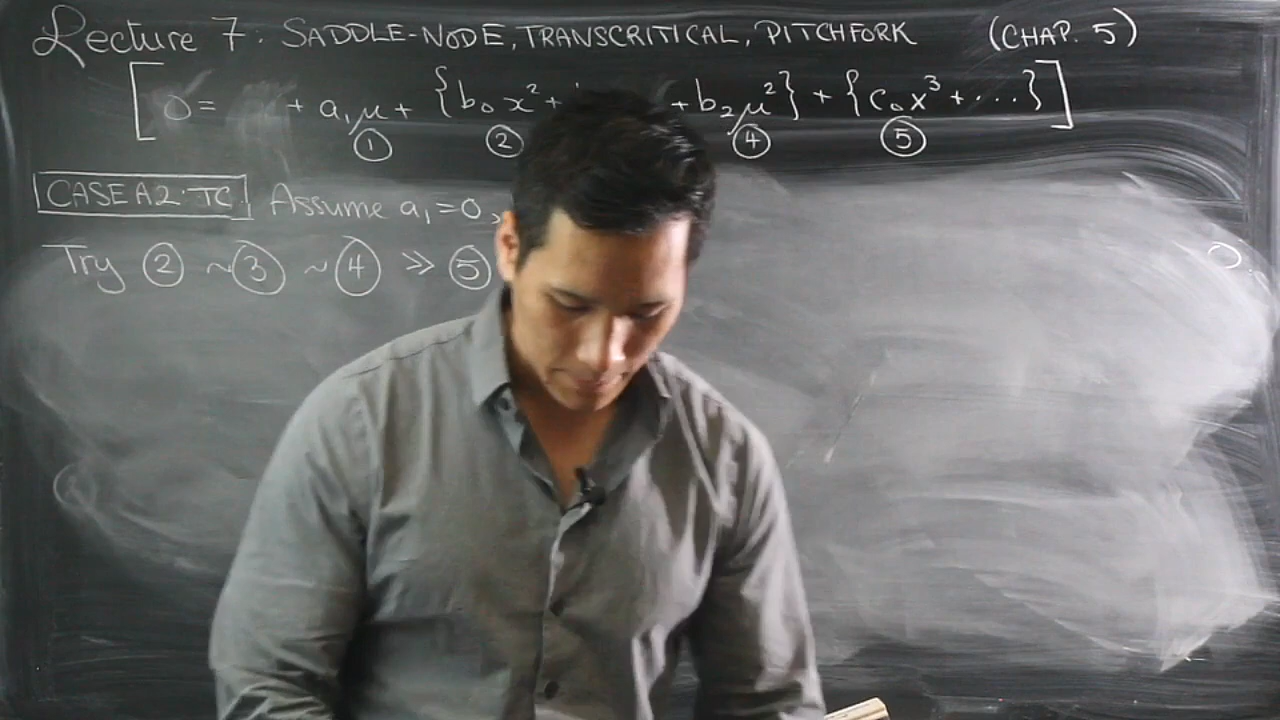 Lecture 7: SADDLE-NODE, TRANSCRITICAL, PITCHFORK (CHAP. 5)
[ 0 = + a₁μ + { b₀x² + + b₂μ² } + { c₀x³ + ... } ]
① ② ④ ⑤
CASE A2: TC Assume a₁=0,
Try ② ~ ③ ~ ④ ≫ ⑤